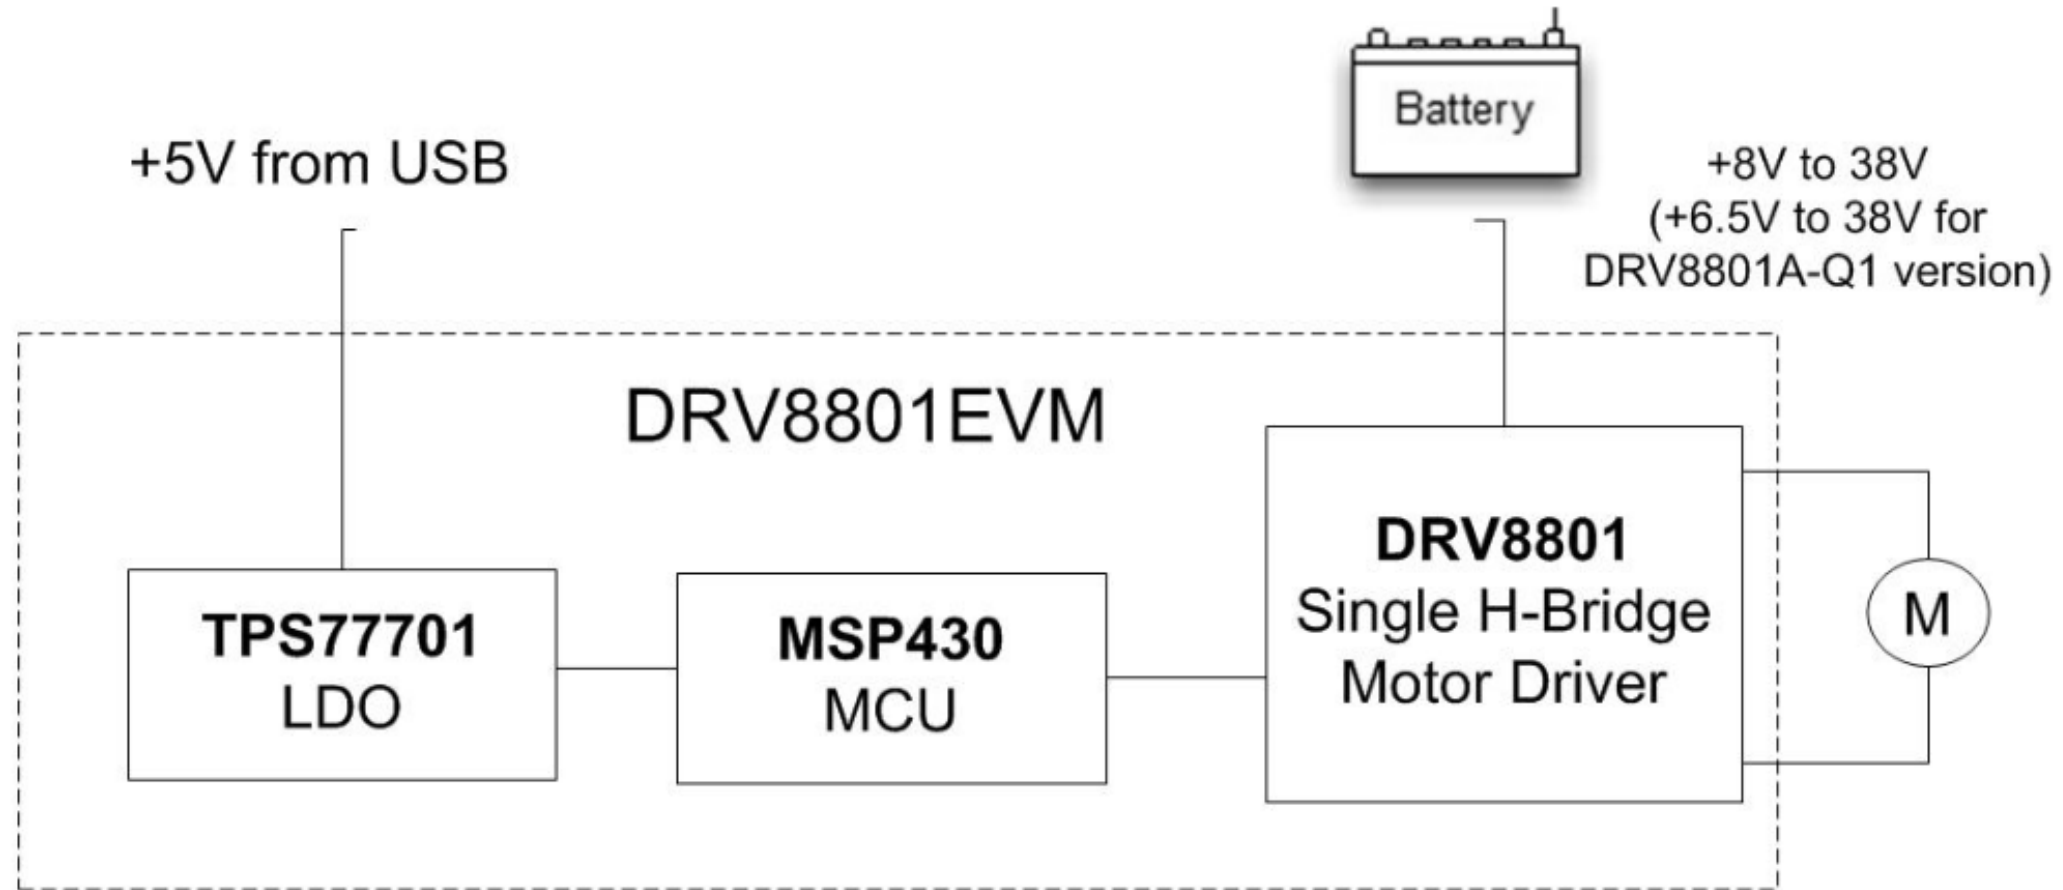 Battery
+5V from USB
+8V to 38V
(+6.5V to 38V for
DRV8801A-Q1 version)
DRV8801EVM
TPS77701
LDO
MSP430
MCU
DRV8801
Single H-Bridge
Motor Driver
M